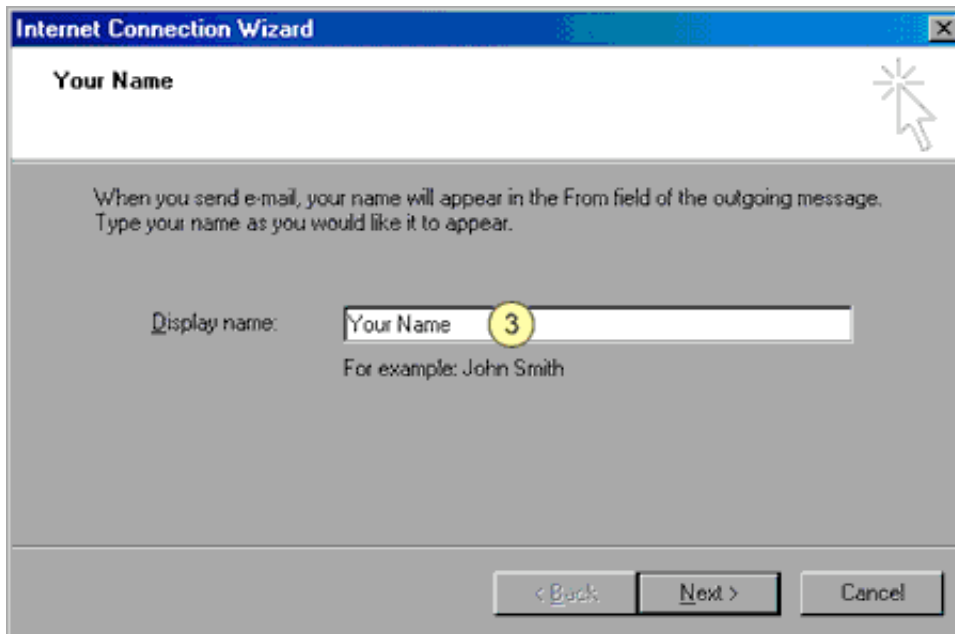 Internet Connection Wizard
Your Name
When you send e-mail, your name will appear in the From field of the outgoing message.
Type your name as you would like it to appear.
Display name: Your Name 3
For example: John Smith
< Back Next > Cancel